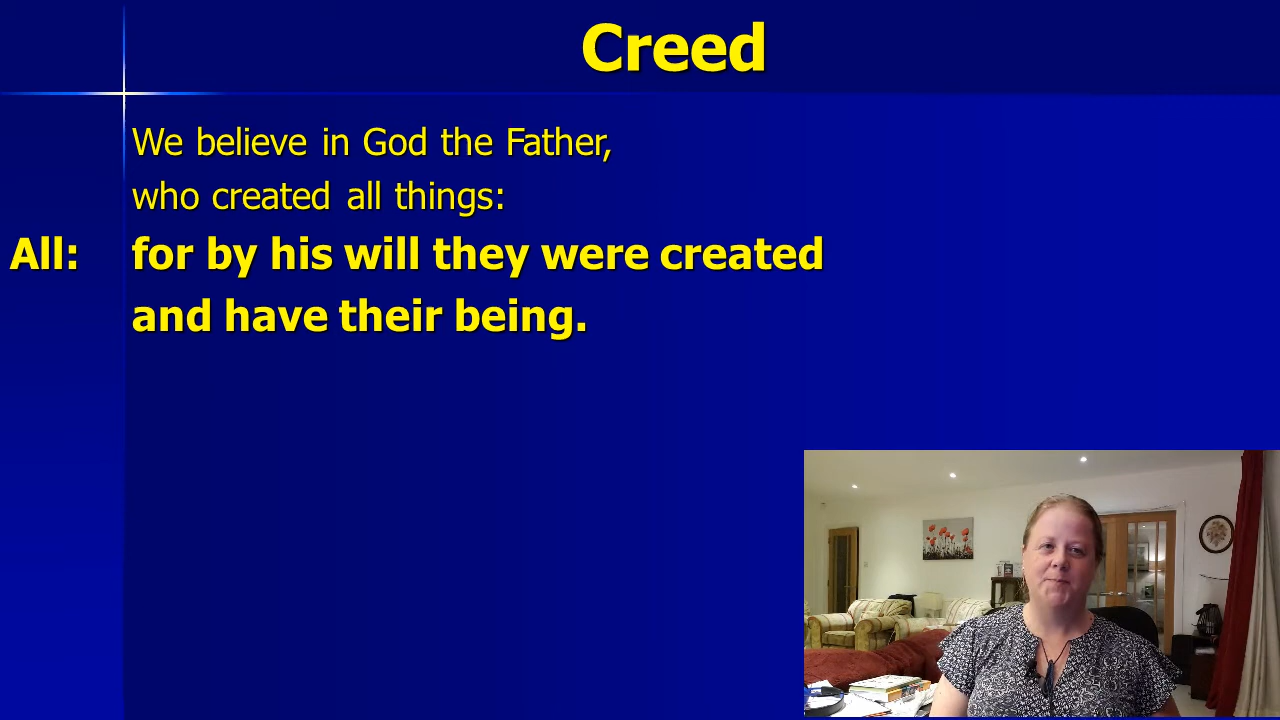 Creed
We believe in God the Father,
who created all things:
All: for by his will they were created
and have their being.